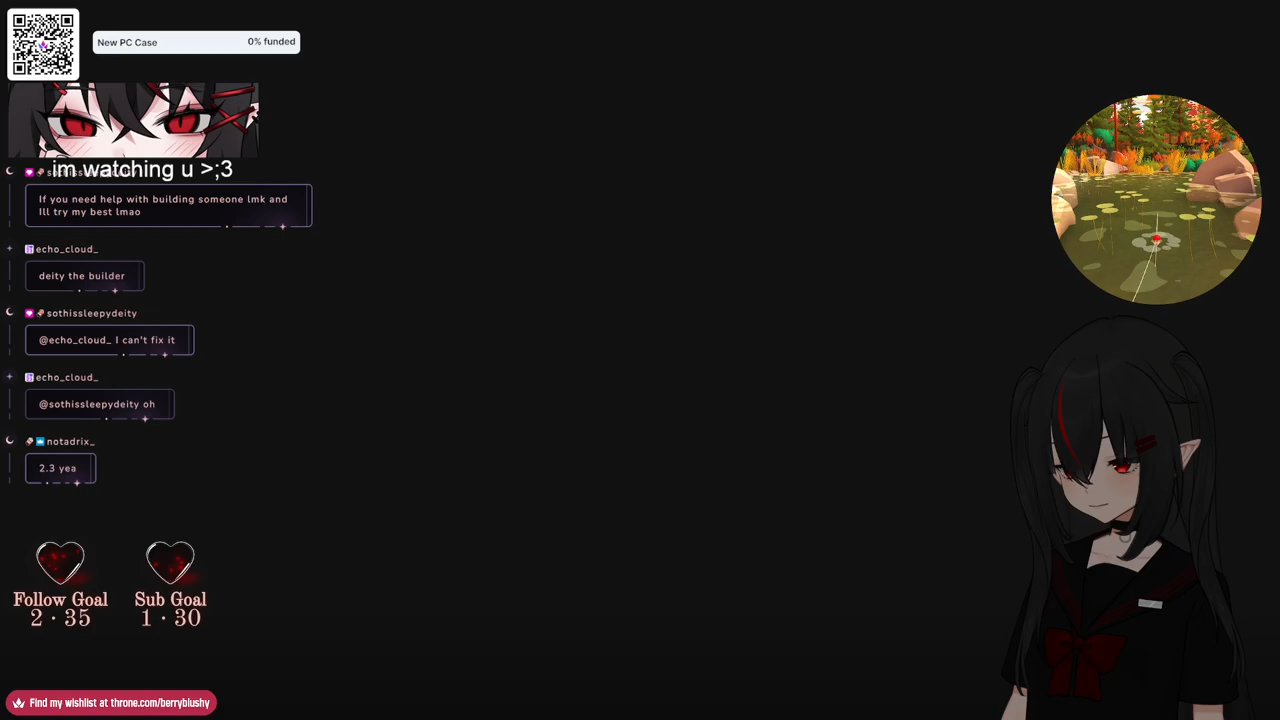 New PC Case 0% funded
im watching u >;3
If you need help with building someone lmk and
Ill try my best lmao
echo_cloud_
deity the builder
sothissleepydeity
@echo_cloud_ I can't fix it
echo_cloud_
@sothissleepydeity oh
notadrix_
2.3 yea
Follow Goal
2 · 35
Sub Goal
1 · 30
Find my wishlist at throne.com/berryblushy